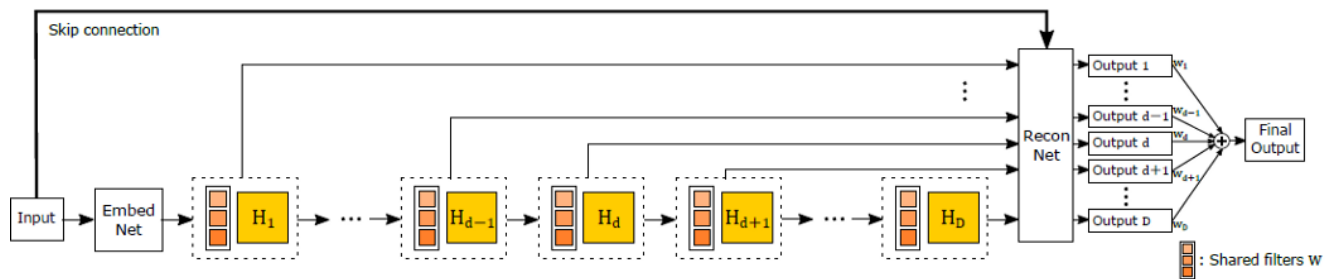 Skip connection
Input
Embed
Net
H1
...
Hd−1
Hd
Hd+1
...
HD
Recon
Net
Output 1
Output d−1
Output d
Output d+1
Output D
w1
wd−1
wd
wd+1
wD
Final
Output
: Shared filters W